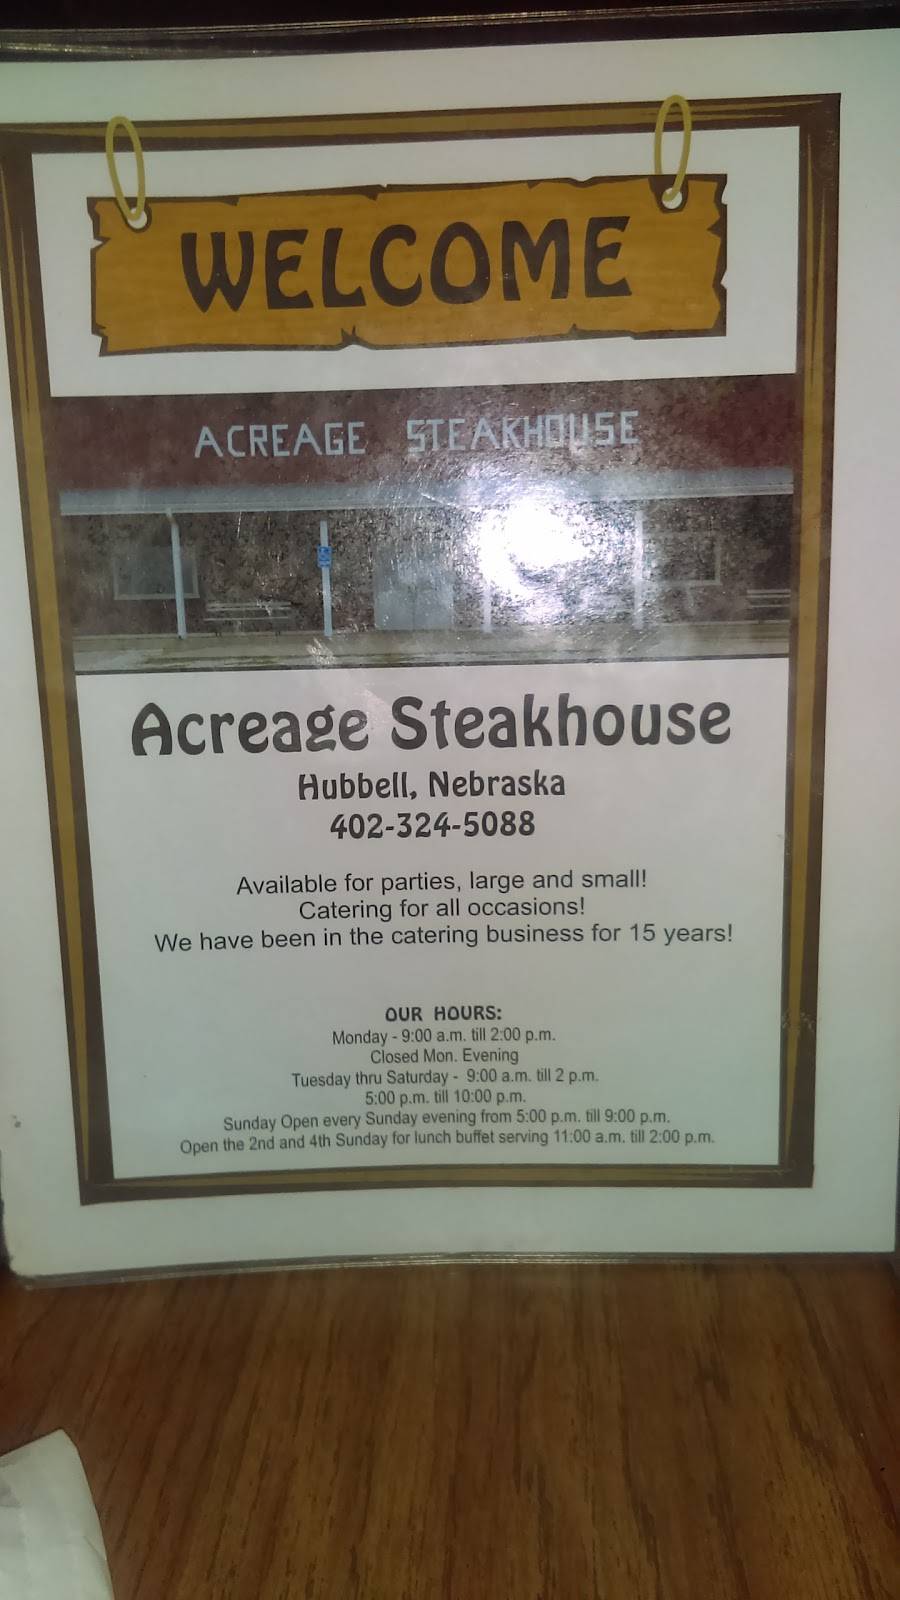 WELCOME
ACREAGE STEAKHOUSE
Acreage Steakhouse
Hubbell, Nebraska
402-324-5088
Available for parties, large and small!
Catering for all occasions!
We have been in the catering business for 15 years!
OUR HOURS:
Monday - 9:00 a.m. till 2:00 p.m.
Closed Mon. Evening
Tuesday thru Saturday - 9:00 a.m. till 2 p.m.
5:00 p.m. till 10:00 p.m.
Sunday Open every Sunday evening from 5:00 p.m. till 9:00 p.m.
Open the 2nd and 4th Sunday for lunch buffet serving 11:00 a.m. till 2:00 p.m.